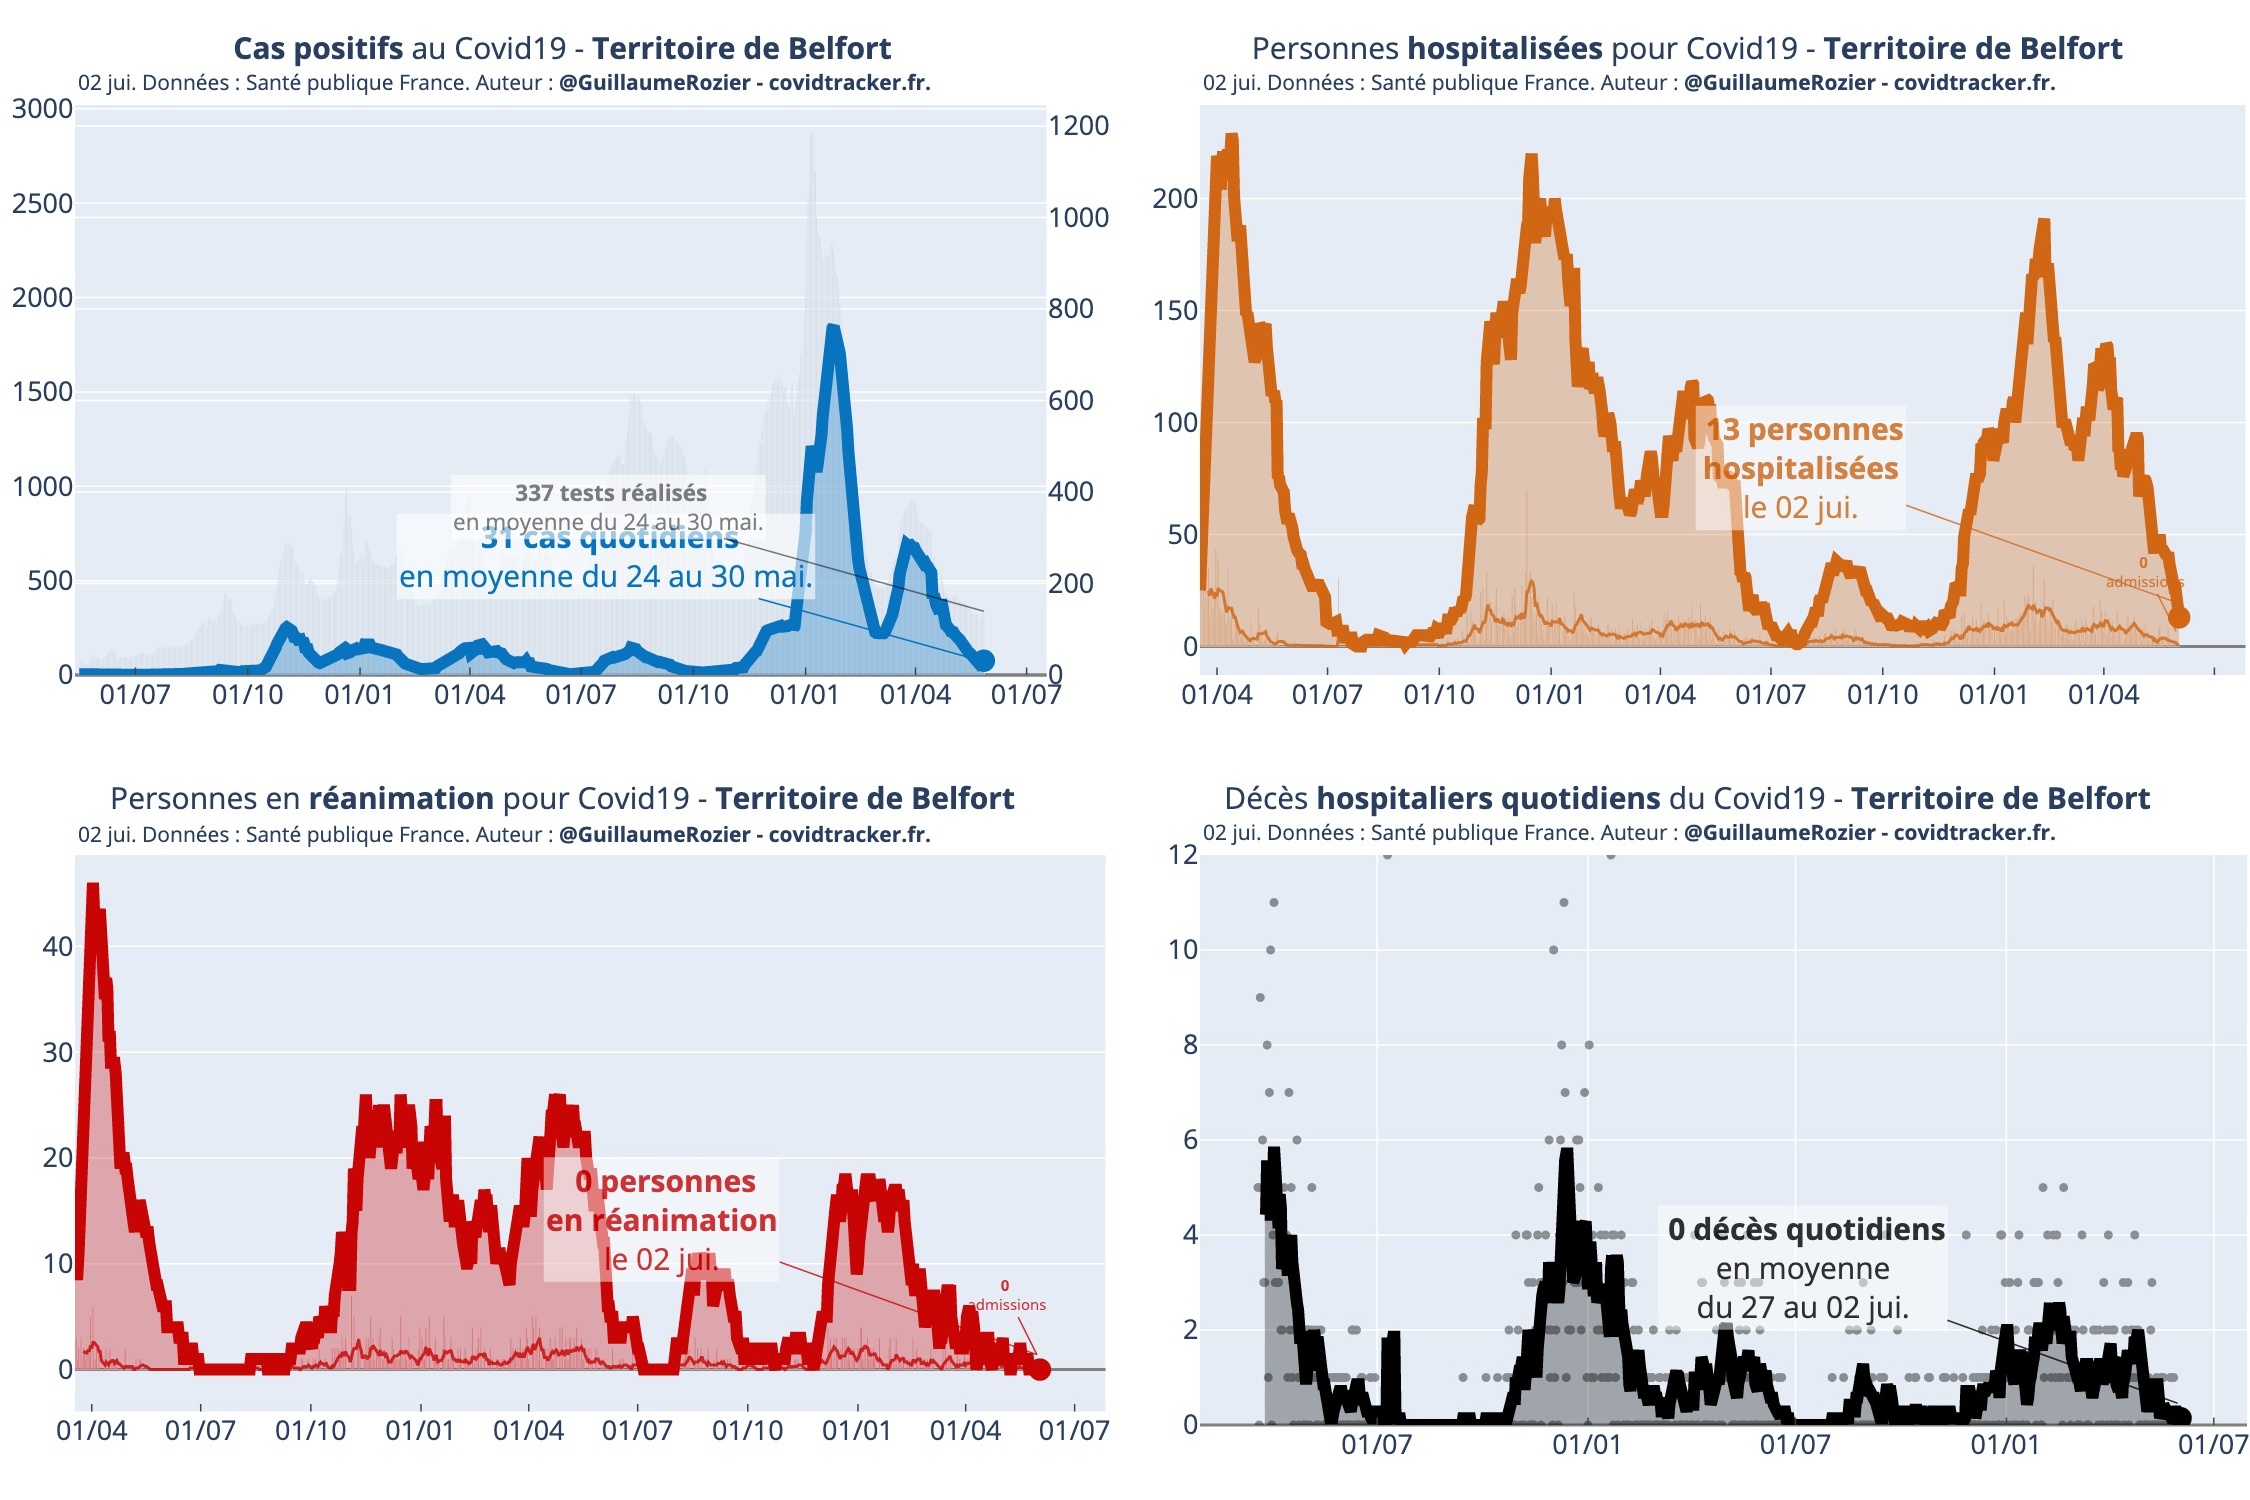 Cas positifs au Covid19 - Territoire de Belfort
02 jui. Données : Santé publique France. Auteur : @GuillaumeRozier - covidtracker.fr.
3000
2500
2000
1500
1000
500
0
1200
1000
800
600
400
200
0
337 tests réalisés
en moyenne du 24 au 30 mai.
31 cas quotidiens
en moyenne du 24 au 30 mai.
01/07 01/10 01/01 01/04 01/07 01/10 01/01 01/04 01/07
Personnes hospitalisées pour Covid19 - Territoire de Belfort
02 jui. Données : Santé publique France. Auteur : @GuillaumeRozier - covidtracker.fr.
200
150
100
50
0
13 personnes
hospitalisées
le 02 jui.
0
admissions
01/04 01/07 01/10 01/01 01/04 01/07 01/10 01/01 01/04
Personnes en réanimation pour Covid19 - Territoire de Belfort
02 jui. Données : Santé publique France. Auteur : @GuillaumeRozier - covidtracker.fr.
40
30
20
10
0
0 personnes
en réanimation
le 02 jui.
0
admissions
01/04 01/07 01/10 01/01 01/04 01/07 01/10 01/01 01/04 01/07
Décès hospitaliers quotidiens du Covid19 - Territoire de Belfort
02 jui. Données : Santé publique France. Auteur : @GuillaumeRozier - covidtracker.fr.
12
10
8
6
4
2
0
0 décès quotidiens
en moyenne
du 27 au 02 jui.
01/07 01/01 01/07 01/01 01/07